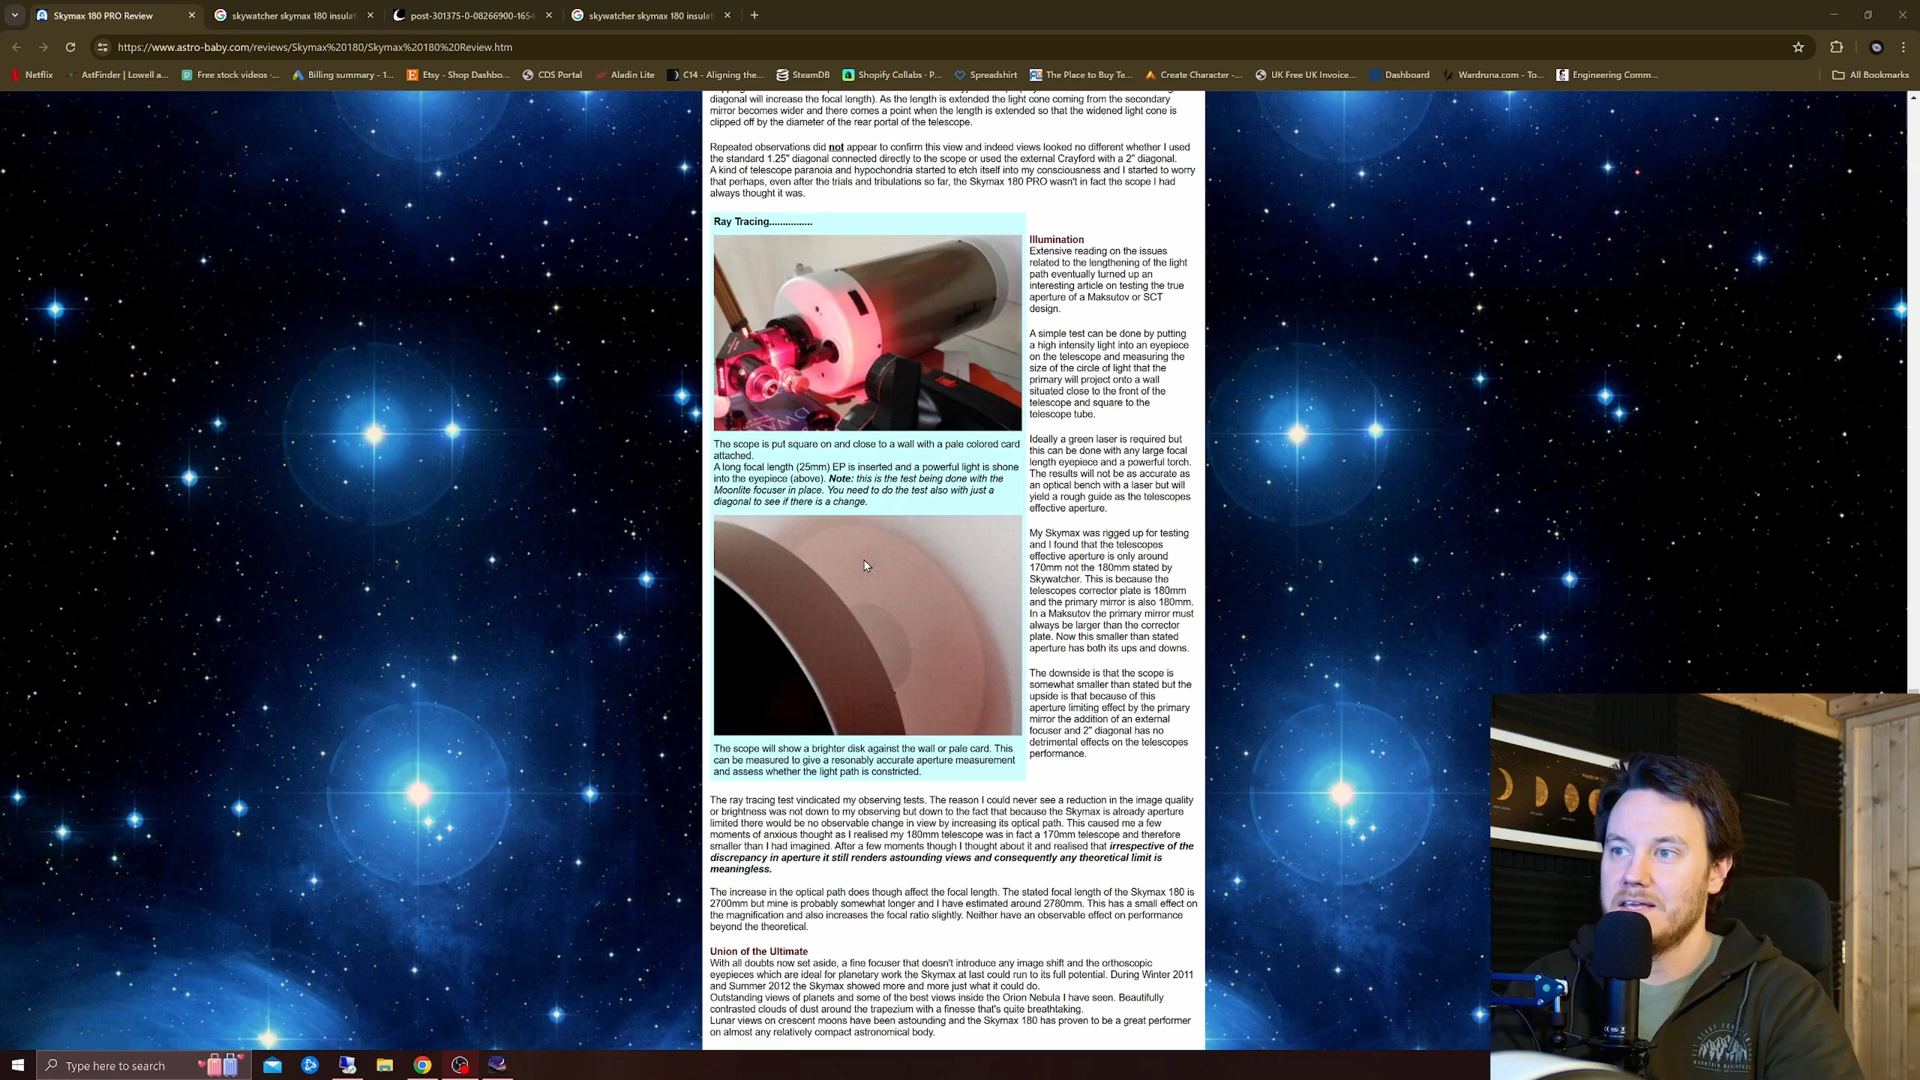 Skymax 180 PRO Review
skywatcher skymax 180 insulat
post-301375-0-08266900-1654
skywatcher skymax 180 insulat
https://www.astro-baby.com/reviews/Skymax%20180/Skymax%20180%20Review.htm
Netflix
AstFinder | Lowell a...
Free stock videos ·...
Billing summary - 1...
Etsy - Shop Dashbo...
CDS Portal
Aladin Lite
C14 - Aligning the...
SteamDB
Shopify Collabs - P...
Spreadshirt
The Place to Buy Te...
Create Character -...
UK Free UK Invoice...
Dashboard
Wardruna.com - To...
Engineering Comm...
All Bookmarks
diagonal will increase the focal length). As the length is extended the light cone coming from the secondary
mirror becomes wider and there comes a point when the length is extended so that the widened light cone is
clipped off by the diameter of the rear portal of the telescope.
Repeated observations did not appear to confirm this view and indeed views looked no different whether I used
the standard 1.25" diagonal connected directly to the scope or used the external Crayford with a 2" diagonal.
A kind of telescope paranoia and hypochondria started to etch itself into my consciousness and I started to worry
that perhaps, even after the trials and tribulations so far, the Skymax 180 PRO wasn't in fact the scope I had
always thought it was.
Ray Tracing...............
The scope is put square on and close to a wall with a pale colored card
attached.
A long focal length (25mm) EP is inserted and a powerful light is shone
into the eyepiece (above). Note: this is the test being done with the
Moonlite focuser in place. You need to do the test also with just a
diagonal to see if there is a change.
The scope will show a brighter disk against the wall or pale card. This
can be measured to give a resonably accurate aperture measurement
and assess whether the light path is constricted.
Illumination
Extensive reading on the issues
related to the lengthening of the light
path eventually turned up an
interesting article on testing the true
aperture of a Maksutov or SCT
design.
A simple test can be done by putting
a high intensity light into an eyepiece
on the telescope and measuring the
size of the circle of light that the
primary will project onto a wall
situated close to the front of the
telescope and square to the
telescope tube.
Ideally a green laser is required but
this can be done with any large focal
length eyepiece and a powerful torch.
The results will not be as accurate as
an optical bench with a laser but will
yield a rough guide as the telescopes
effective aperture.
My Skymax was rigged up for testing
and I found that the telescopes
effective aperture is only around
170mm not the 180mm stated by
Skywatcher. This is because the
telescopes corrector plate is 180mm
and the primary mirror is also 180mm.
In a Maksutov the primary mirror must
always be larger than the corrector
plate. Now this smaller than stated
aperture has both its ups and downs.
The downside is that the scope is
somewhat smaller than stated but the
upside is that because of this
aperture limiting effect by the primary
mirror the addition of an external
focuser and 2" diagonal has no
detrimental effects on the telescopes
performance.
The ray tracing test vindicated my observing tests. The reason I could never see a reduction in the image quality
or brightness was not down to my observing but down to the fact that because the Skymax is already aperture
limited there would be no observable change in view by increasing its optical path. This caused me a few
moments of anxious thought as I realised my 180mm telescope was in fact a 170mm telescope and therefore
smaller than I had imagined. After a few moments though I thought about it and realised that irrespective of the
discrepancy in aperture it still renders astounding views and consequently any theoretical limit is
meaningless.
The increase in the optical path does though affect the focal length. The stated focal length of the Skymax 180 is
2700mm but mine is probably somewhat longer and I have estimated around 2780mm. This has a small effect on
the magnification and also increases the focal ratio slightly. Neither have an observable effect on performance
beyond the theoretical.
Union of the Ultimate
With all doubts now set aside, a fine focuser that doesn't introduce any image shift and the orthoscopic
eyepieces which are ideal for planetary work the Skymax at last could run to its full potential. During Winter 2011
and Summer 2012 the Skymax showed more and more just what it could do.
Outstanding views of planets and some of the best views inside the Orion Nebula I have seen. Beautifully
contrasted clouds of dust around the trapezium with a finesse that's quite breathtaking.
Lunar views on crescent moons have been astounding and the Skymax 180 has proven to be a great performer
on almost any relatively compact astronomical body.
Type here to search